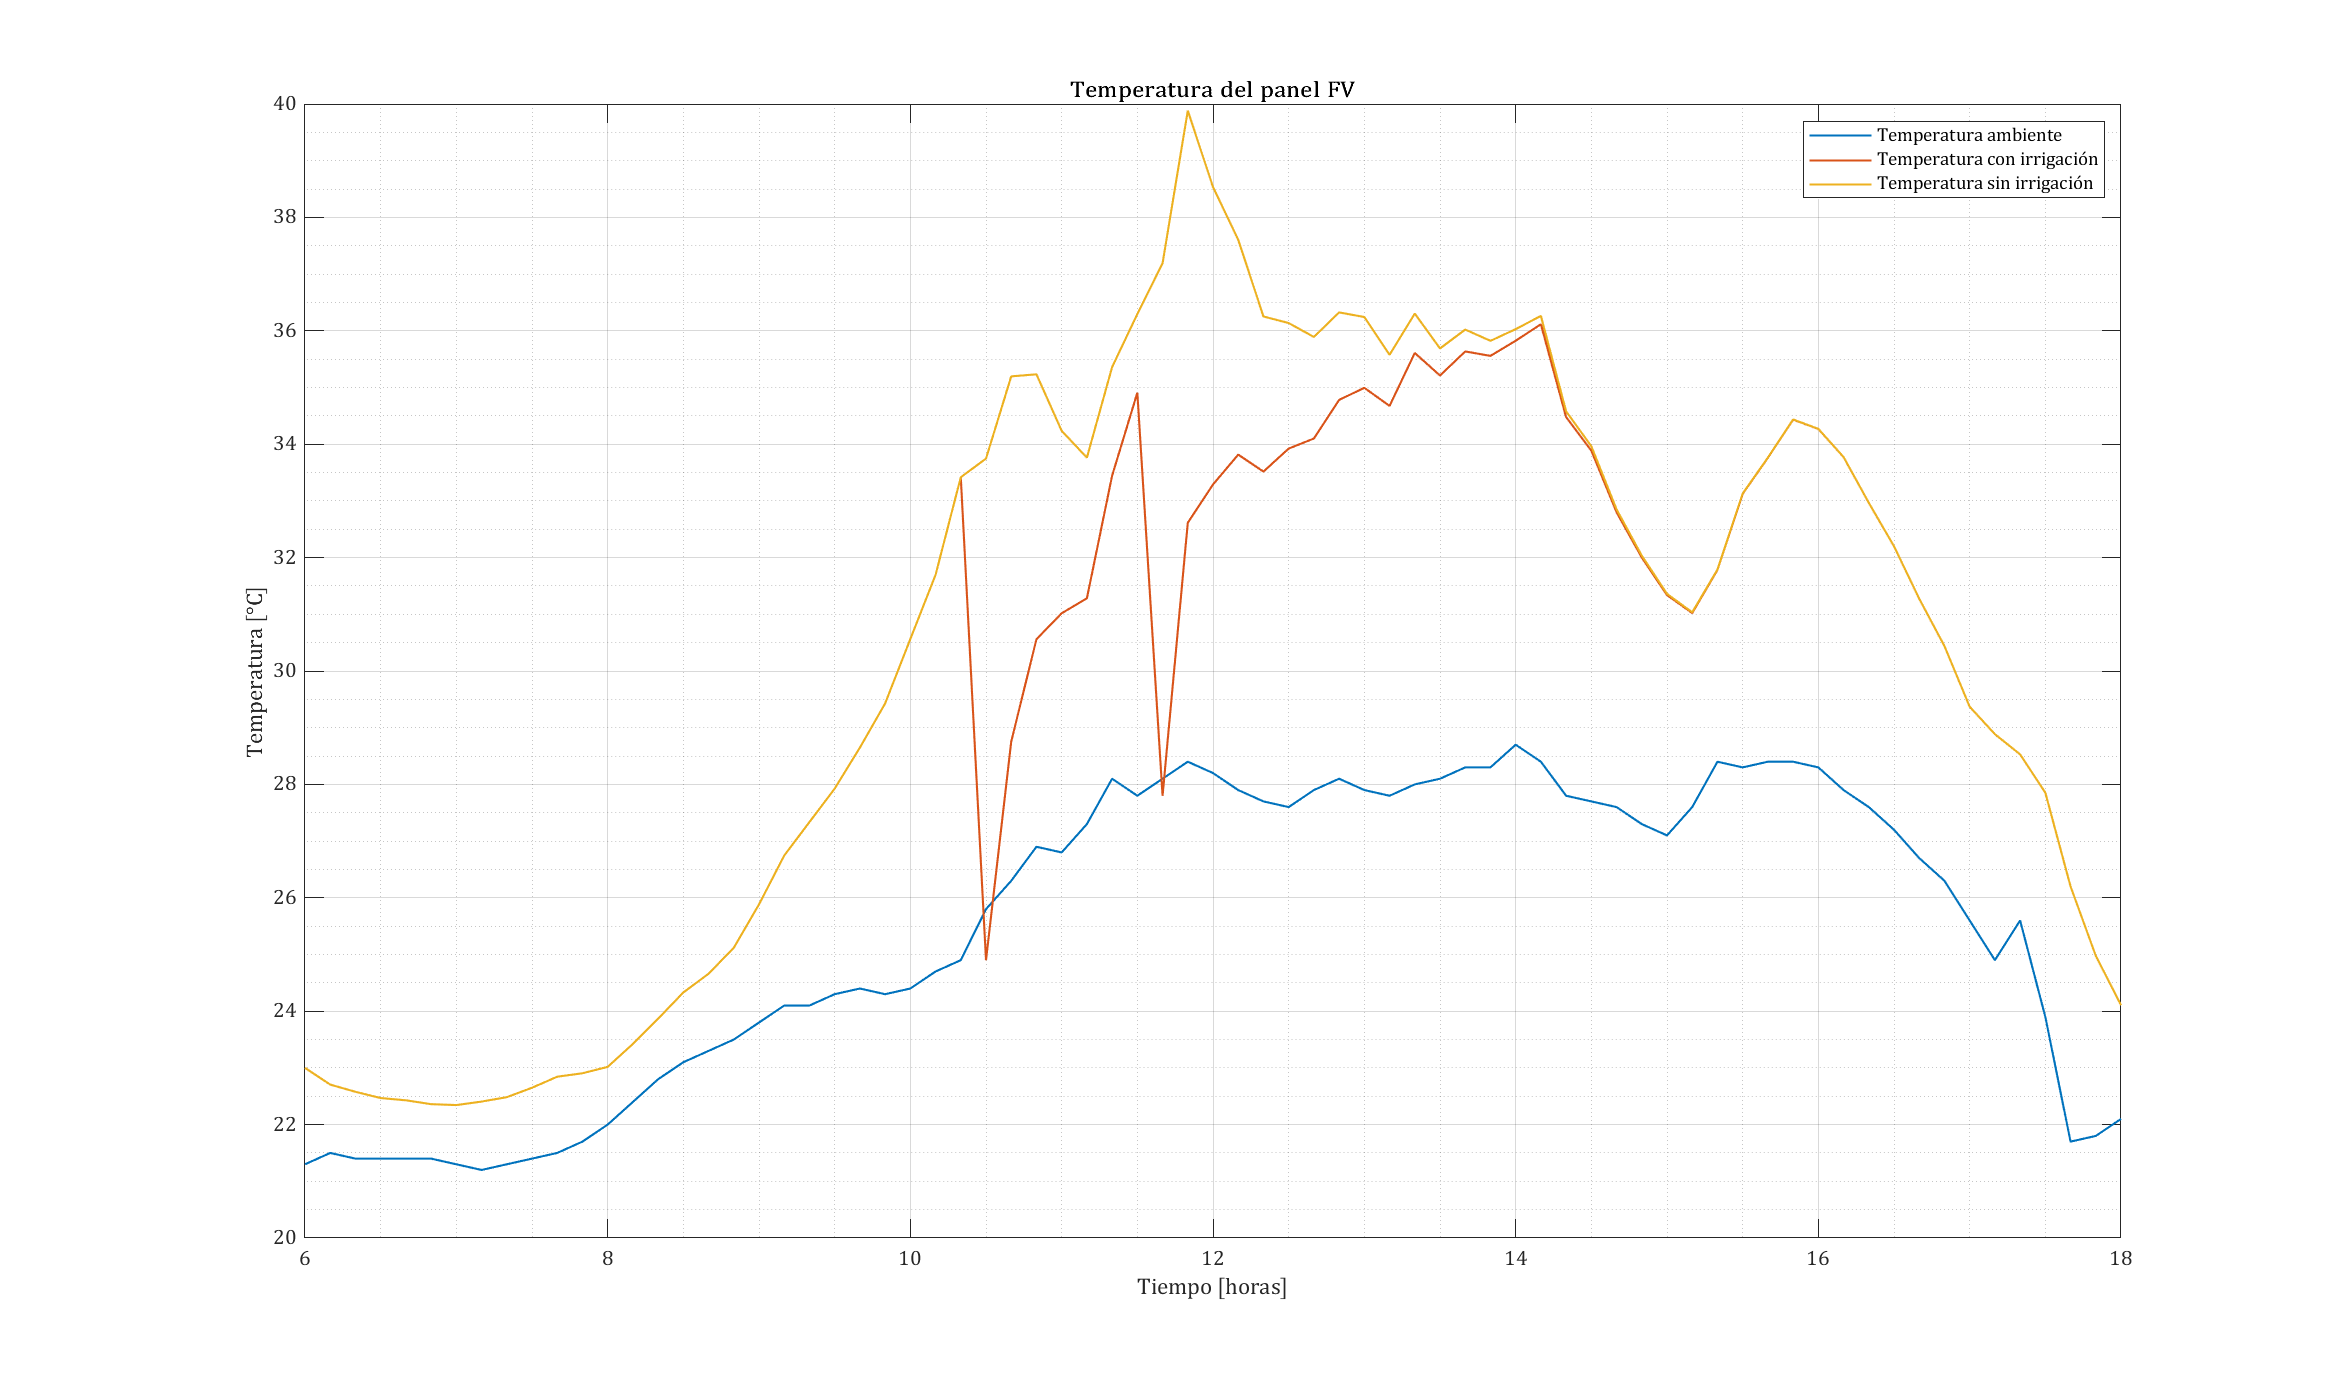 Temperatura del panel FV
40
38
36
34
32
30
28
26
24
22
20
Temperatura [°C]
Temperatura ambiente
Temperatura con irrigación
Temperatura sin irrigación
6 8 10 12 14 16 18
Tiempo [horas]